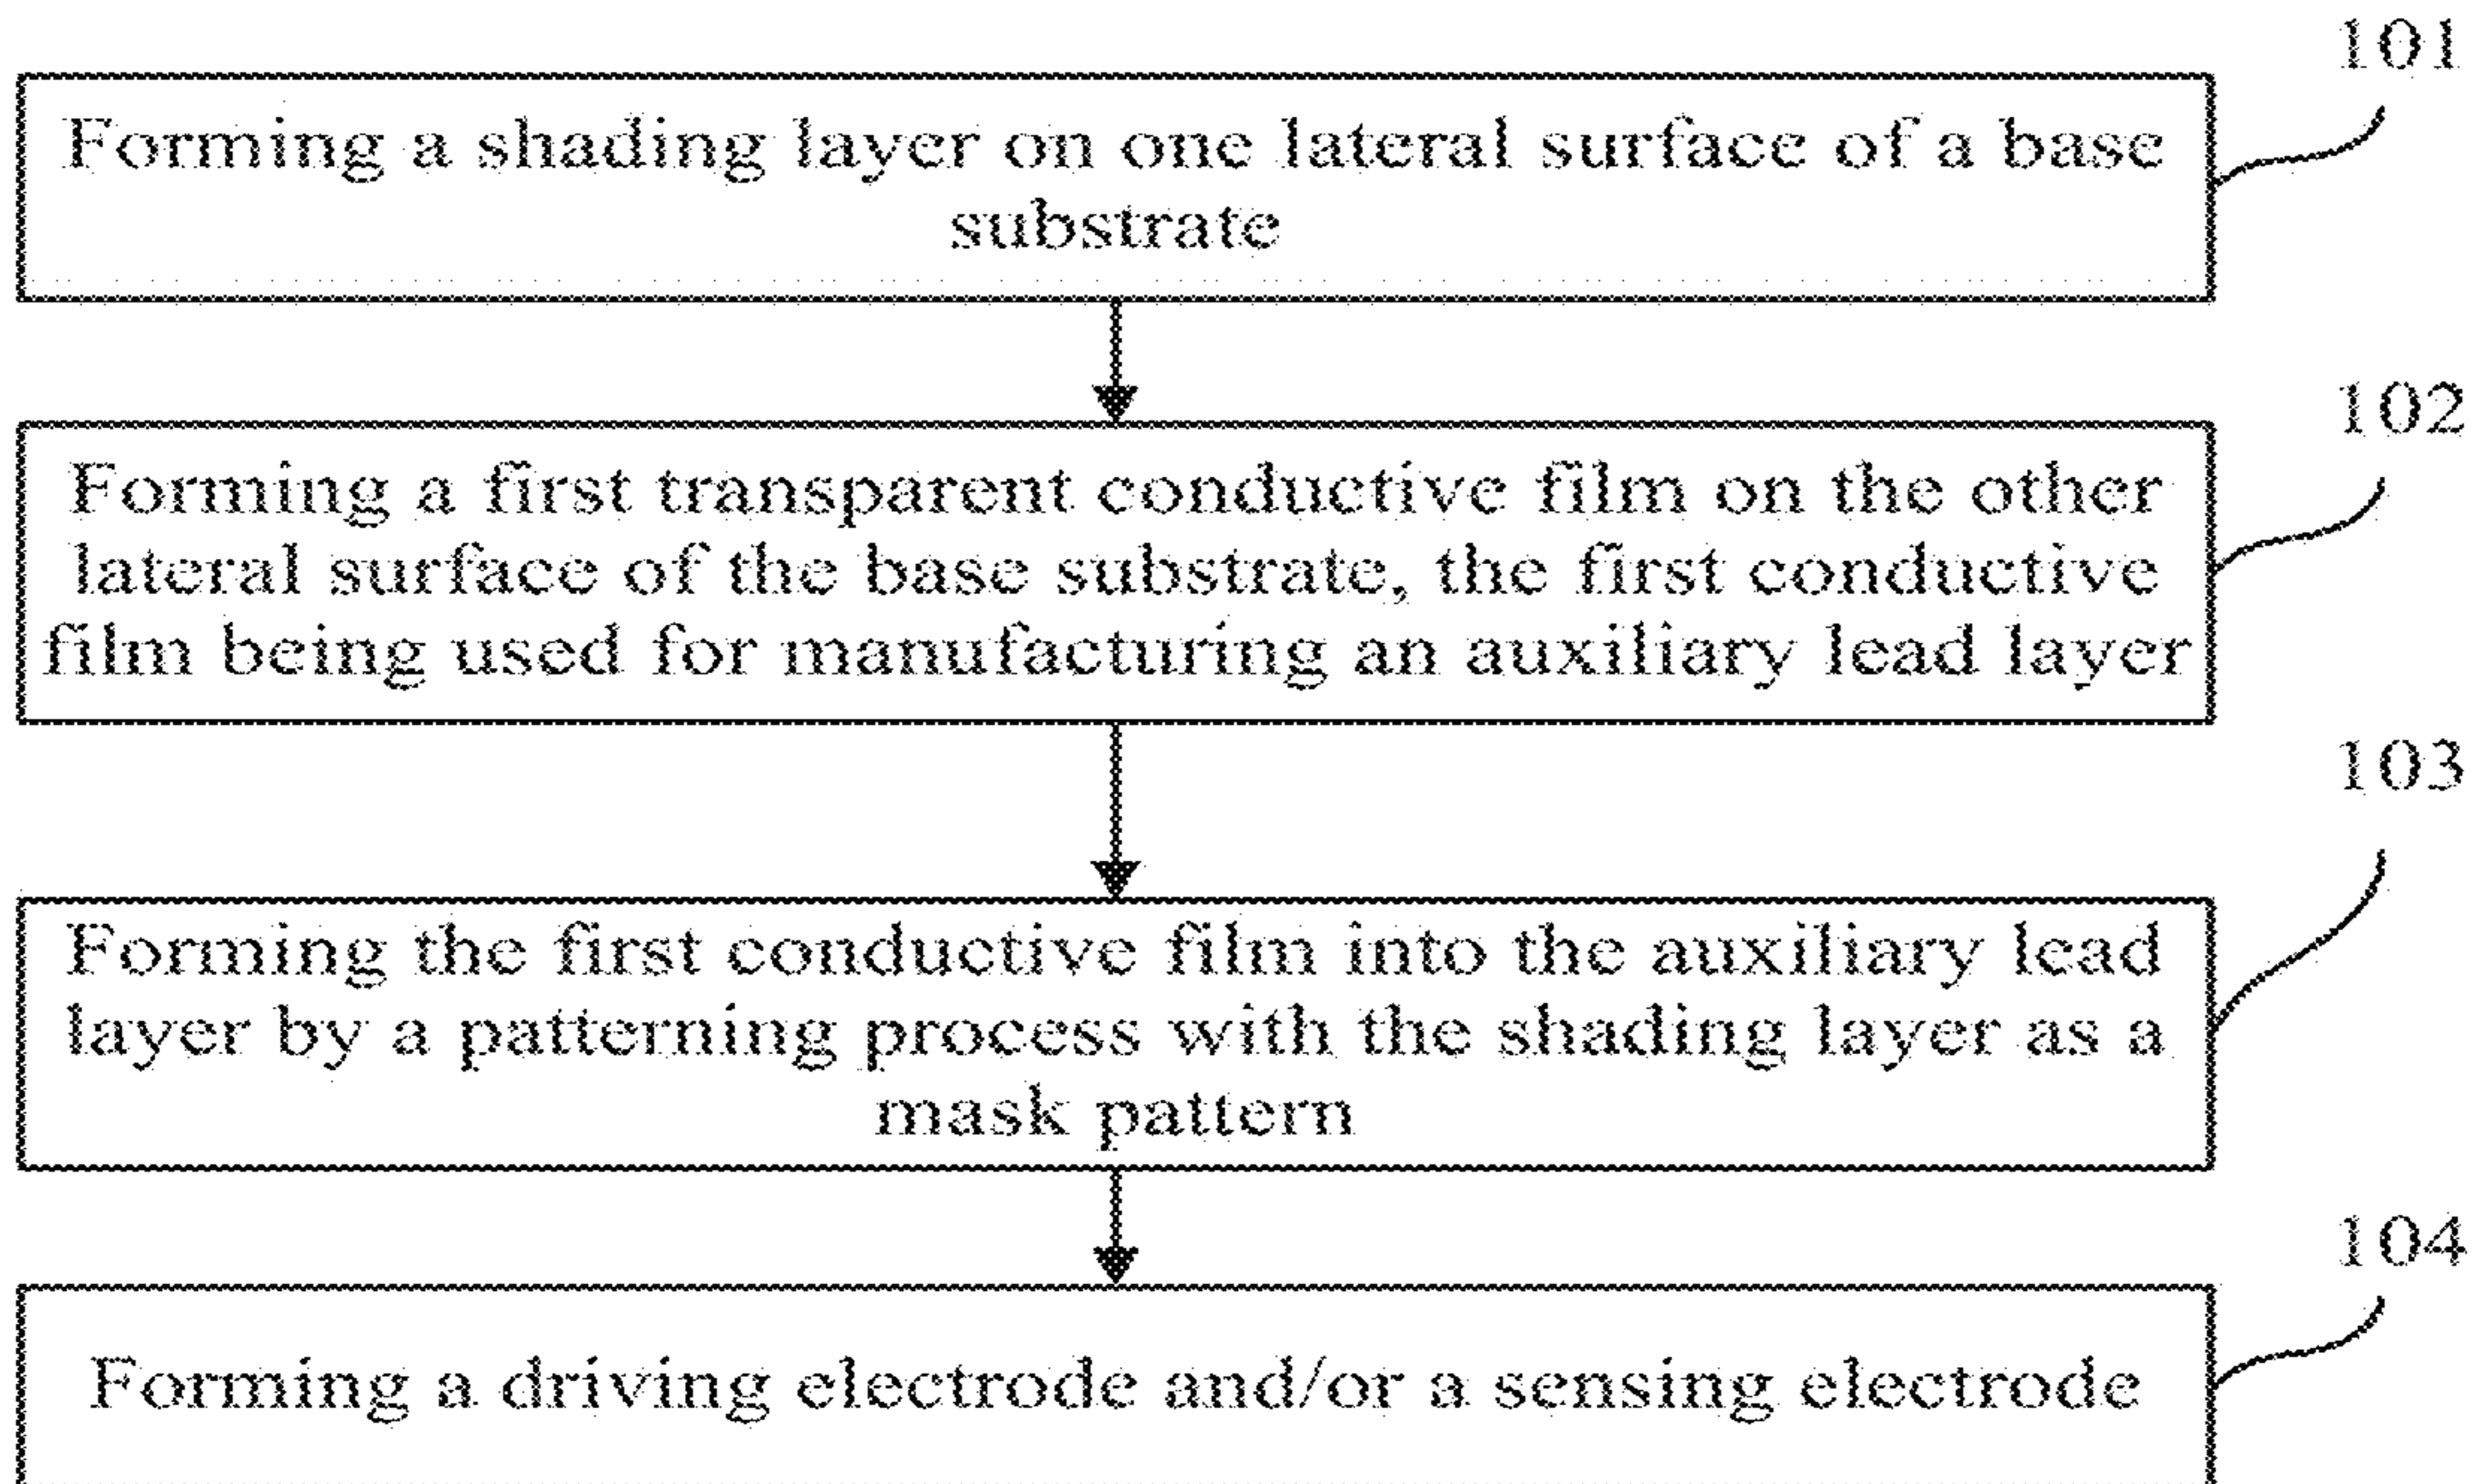 101
Forming a shading layer on one lateral surface of a base
substrate
102
Forming a first transparent conductive film on the other
lateral surface of the base substrate, the first conductive
film being used for manufacturing an auxiliary lead layer
103
Forming the first conductive film into the auxiliary lead
layer by a patterning process with the shading layer as a
mask pattern
104
Forming a driving electrode and/or a sensing electrode